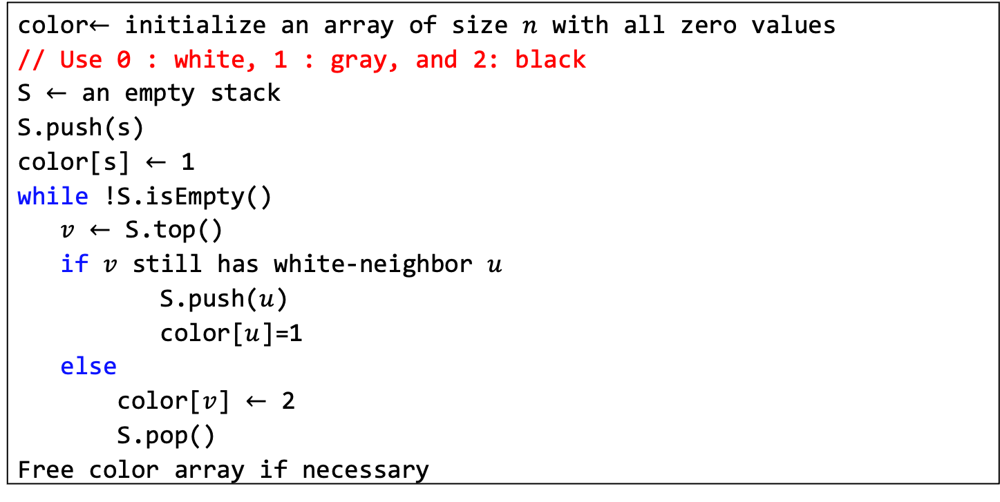 color← initialize an array of size n with all zero values
// Use 0 : white, 1 : gray, and 2: black
S ← an empty stack
S.push(s)
color[s] ← 1
while !S.isEmpty()
v ← S.top()
if v still has white-neighbor u
S.push(u)
color[u]=1
else
color[v] ← 2
S.pop()
Free color array if necessary